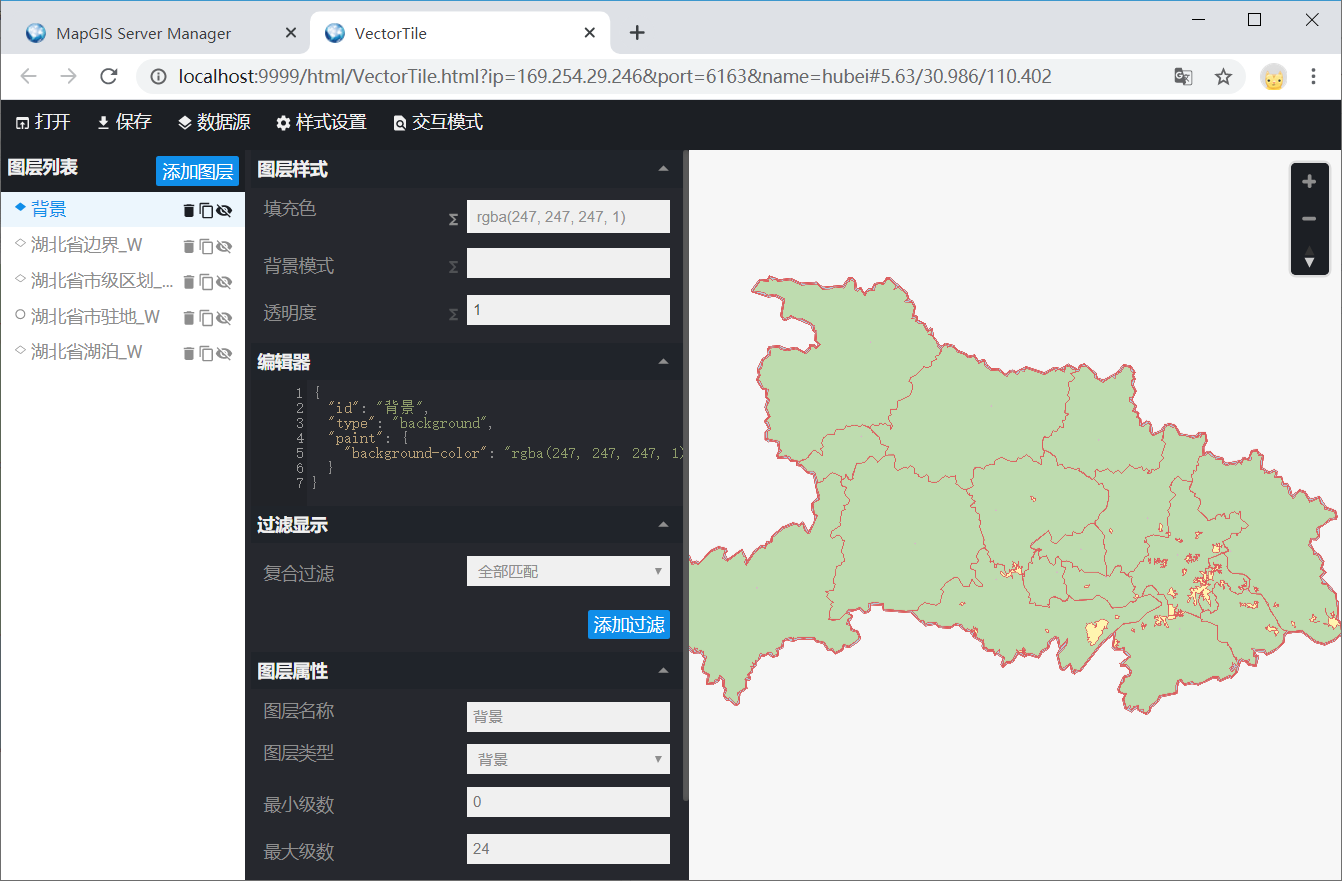 MapGIS Server Manager
VectorTile
localhost:9999/html/VectorTile.html?ip=169.254.29.246&port=6163&name=hubei#5.63/30.986/110.402
打开 保存 数据源 样式设置 交互模式
图层列表 添加图层
背景
湖北省边界_W
湖北省市级区划_...
湖北省市驻地_W
湖北省湖泊_W
图层样式
填充色 Σ rgba(247, 247, 247, 1)
背景模式 Σ
透明度 Σ 1
编辑器
1 {
2 "id": "背景",
3 "type": "background",
4 "paint": {
5 "background-color": "rgba(247, 247, 247, 1)
6 }
7 }
过滤显示
复合过滤 全部匹配
添加过滤
图层属性
图层名称 背景
图层类型 背景
最小级数 0
最大级数 24